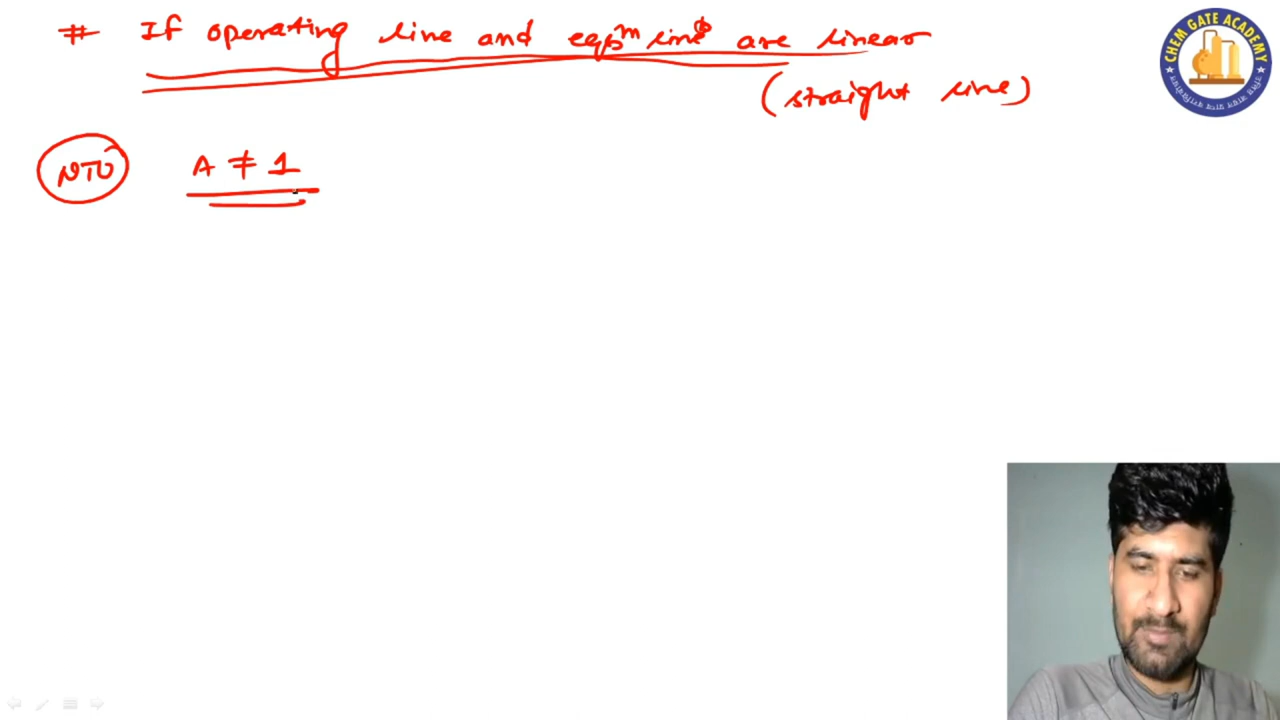 # If operating line and eqbm line are linear
(straight line)
NTU A ≠ 1
CHEM GATE ACADEMY